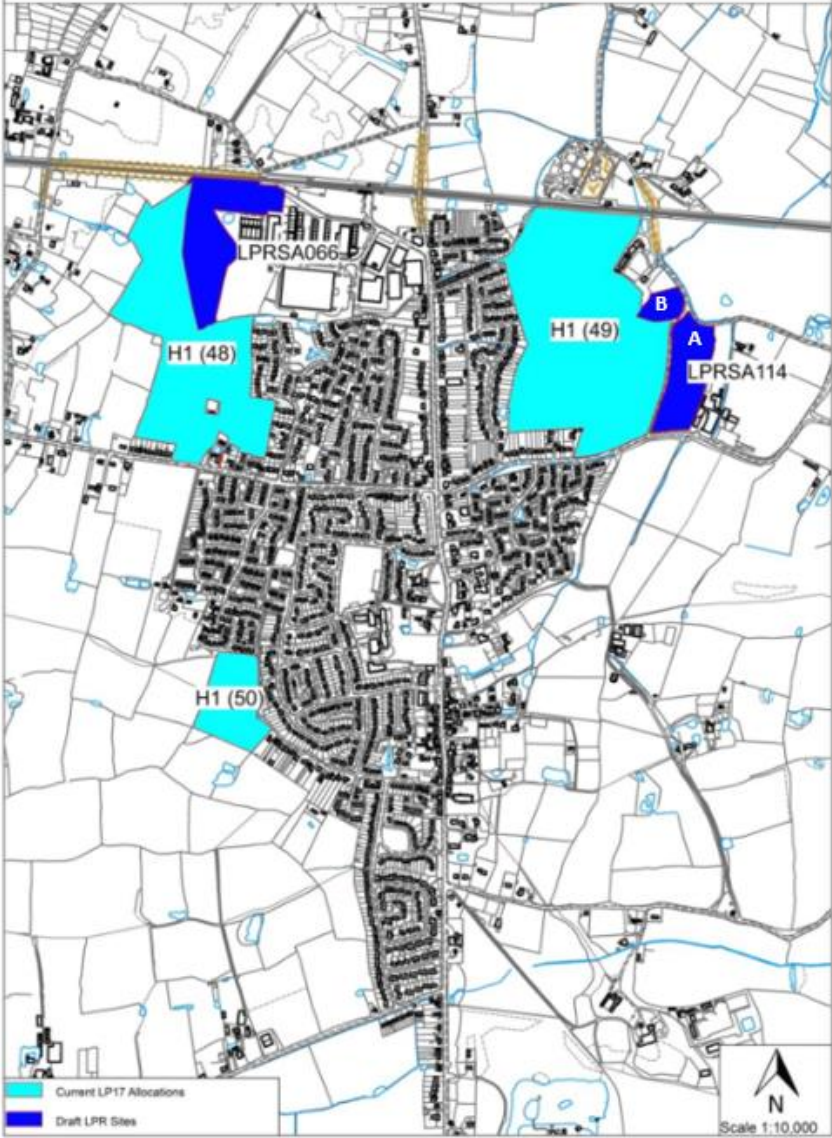 LPRSA066
B
H1 (49)
A
H1 (48)
LPRSA114
H1 (50)
Current LP17 Allocations
Draft LPR Sites
N
Scale 1:10,000